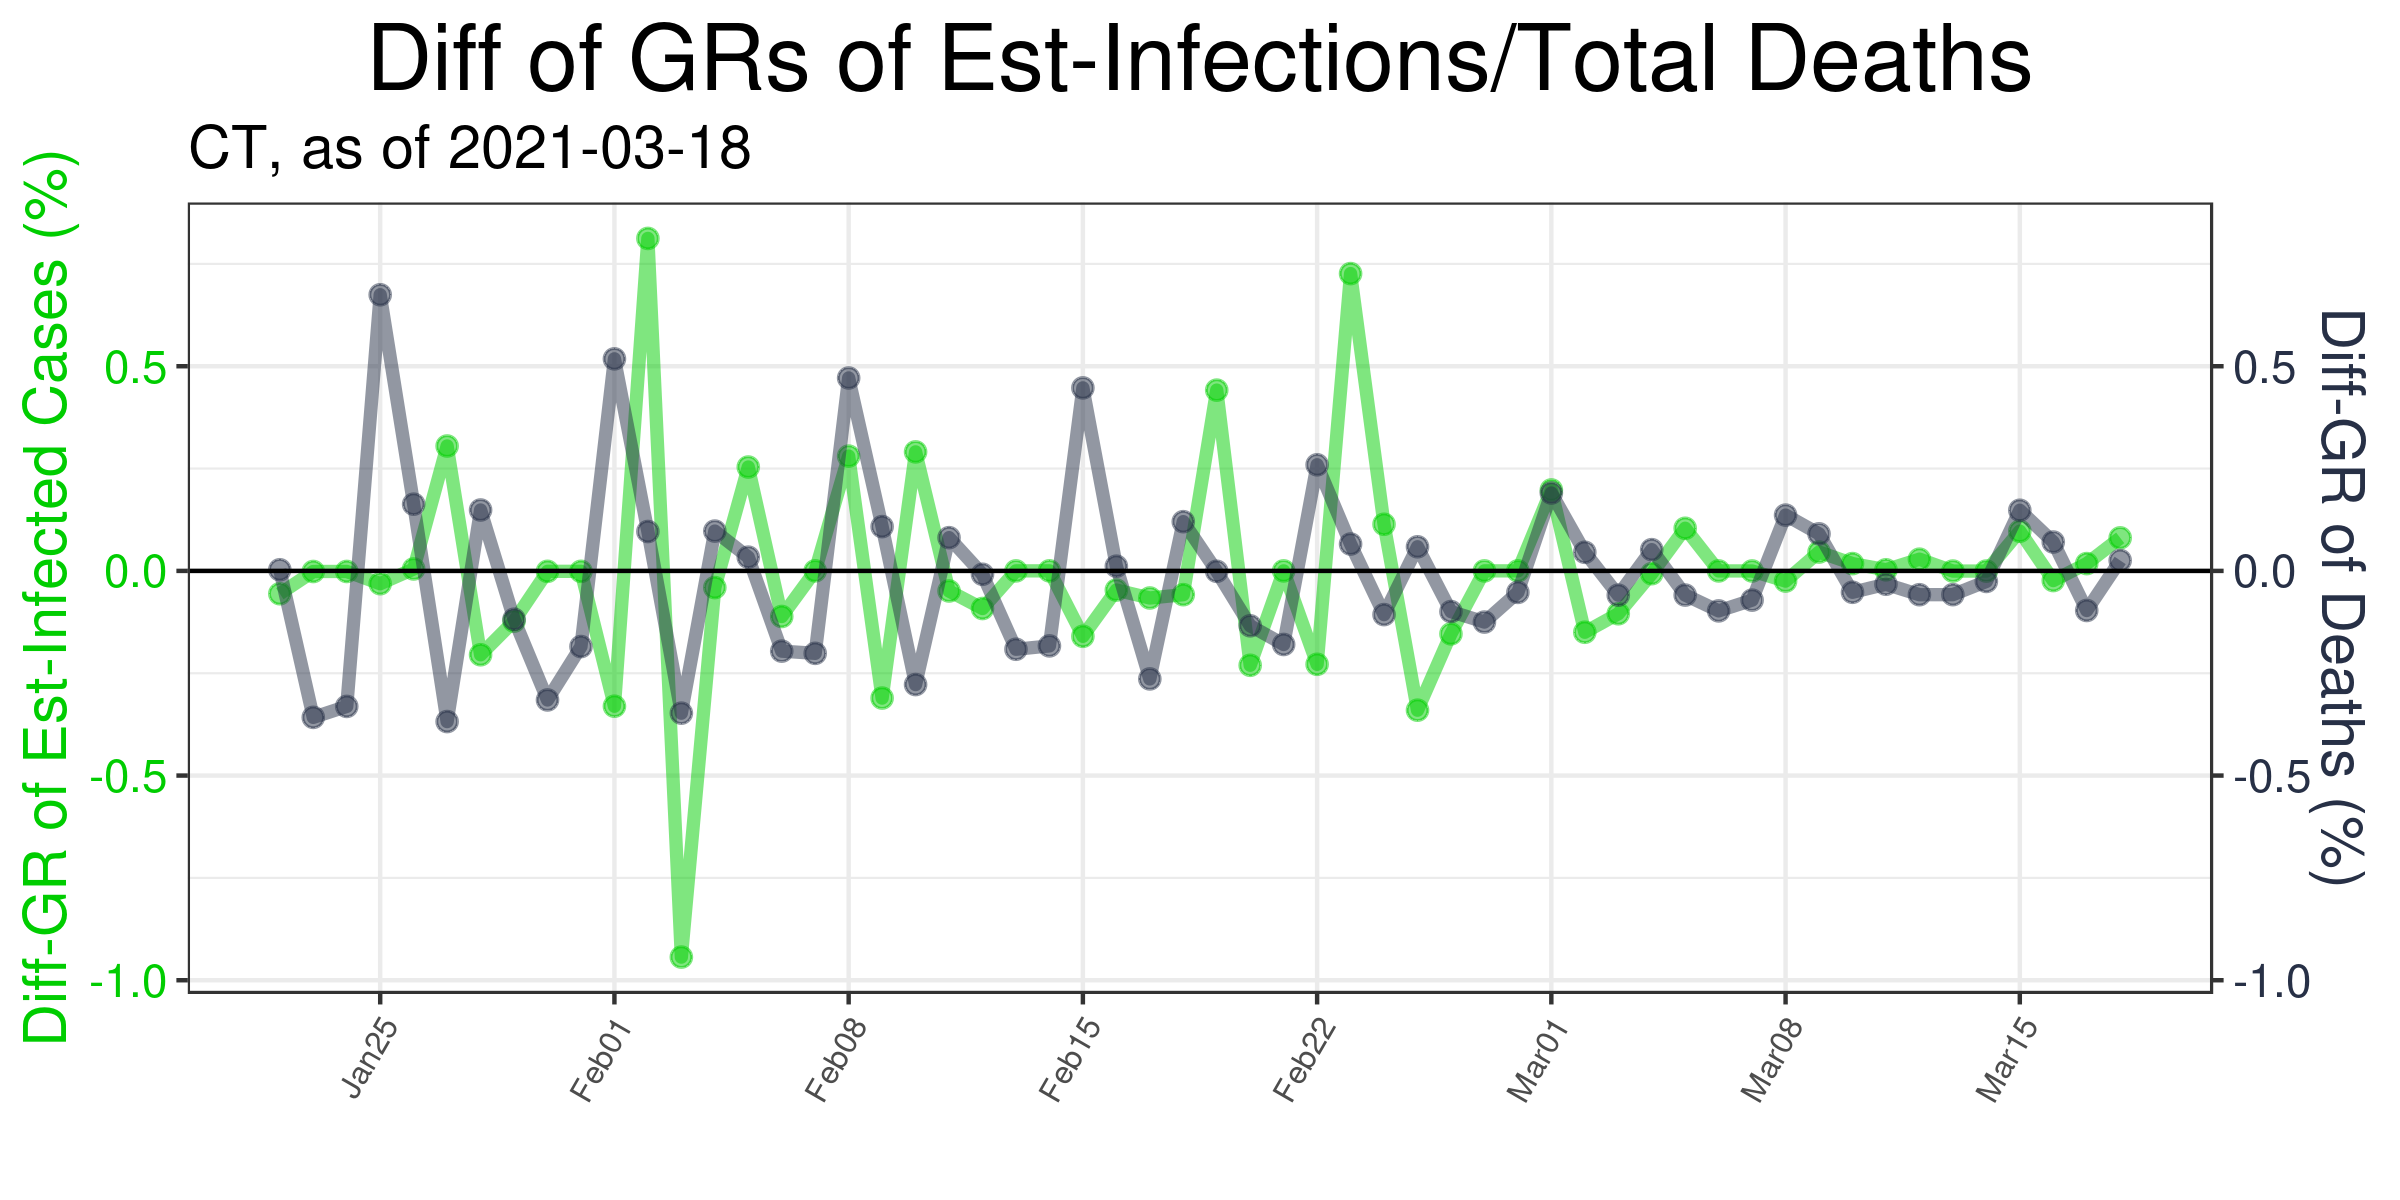 Diff of GRs of Est-Infections/Total Deaths
CT, as of 2021-03-18
Diff-GR of Est-Infected Cases (%)
0.5
0.0
-0.5
-1.0
0.5
0.0
-0.5
-1.0
Diff-GR of Deaths (%)
Jan25
Feb01
Feb08
Feb15
Feb22
Mar01
Mar08
Mar15